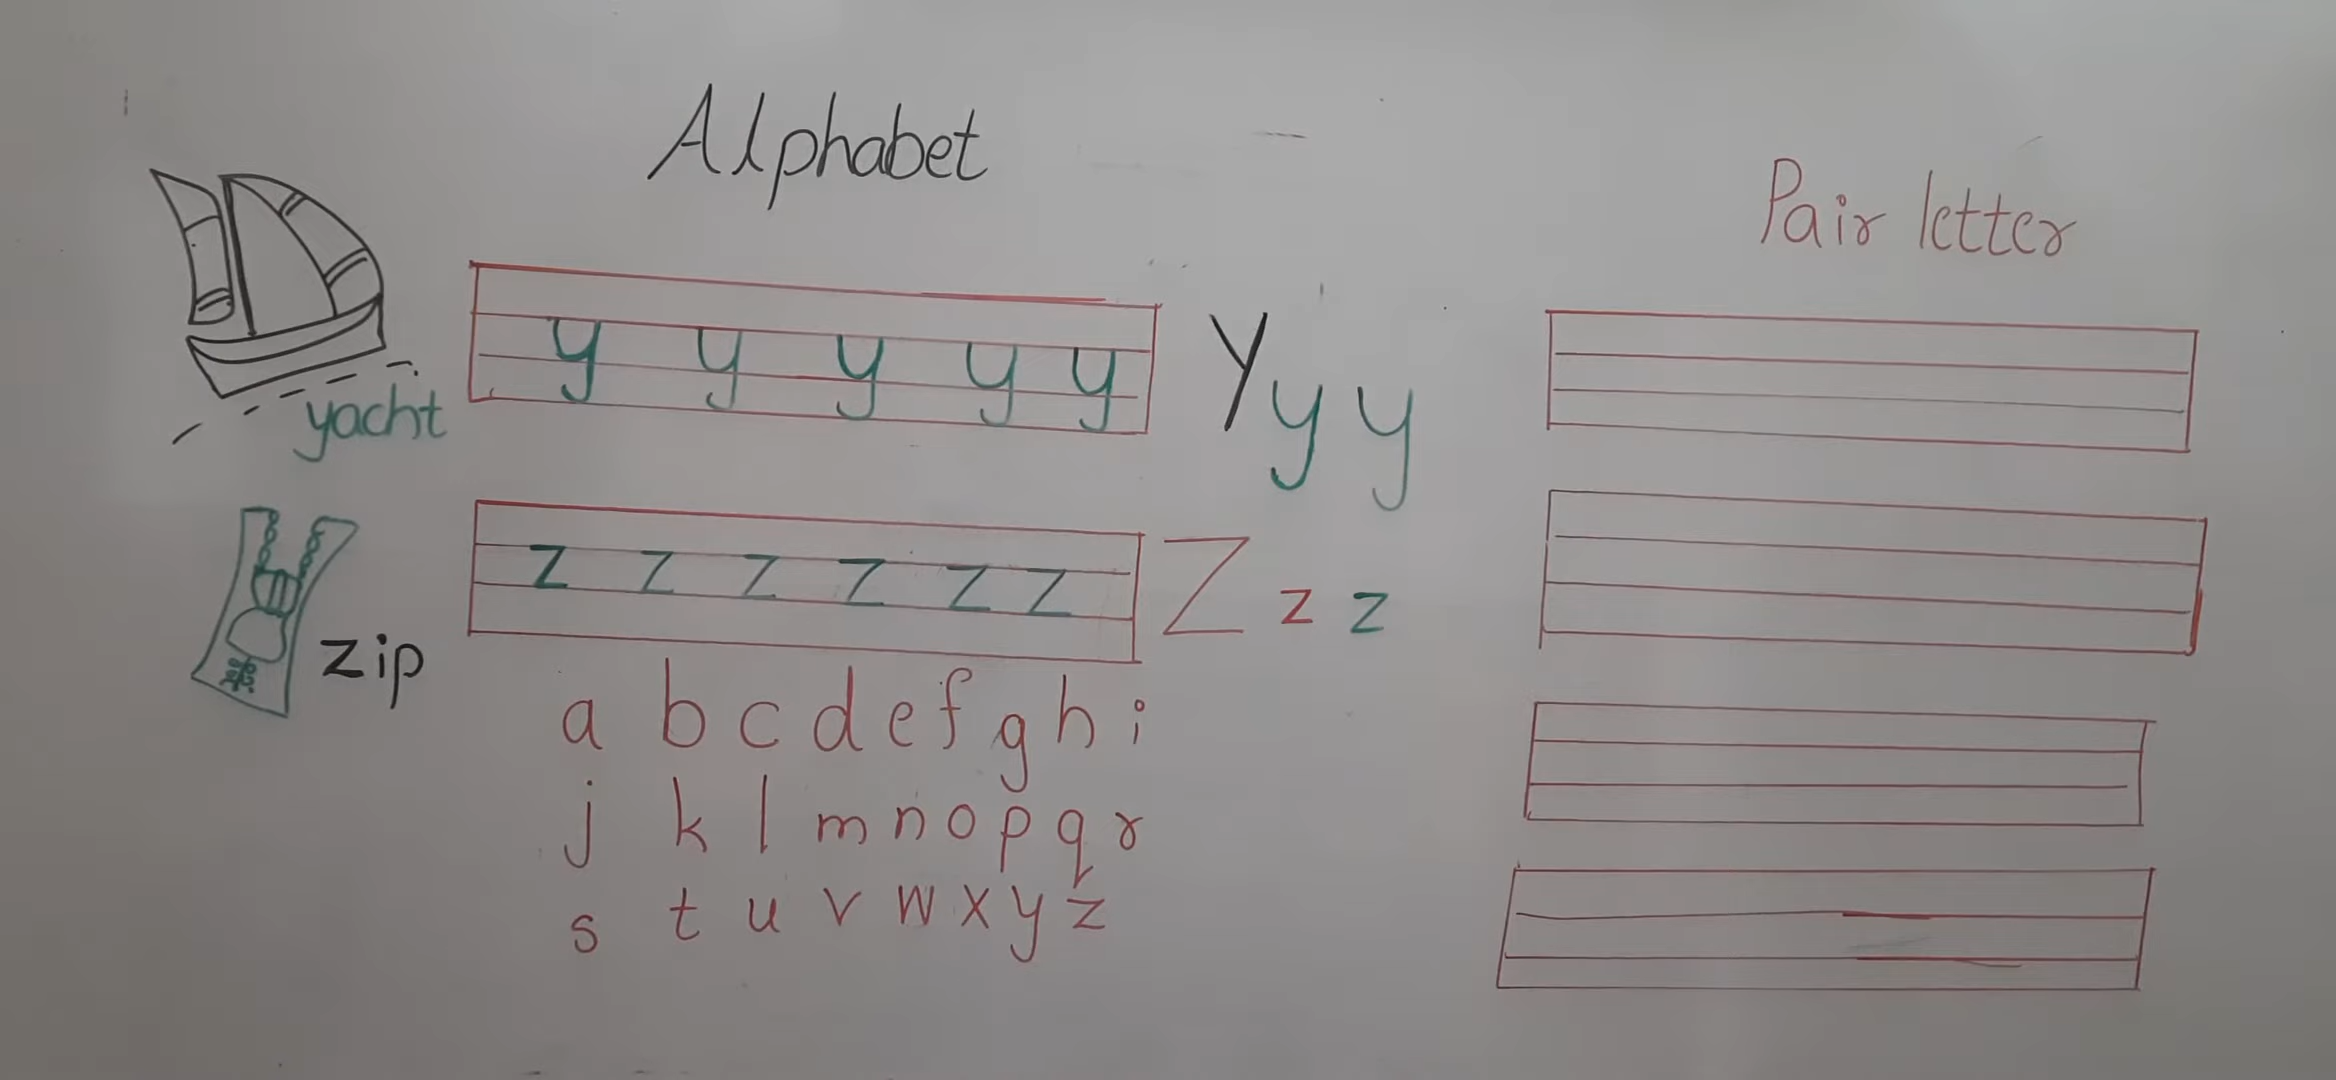 Alphabet
Pair letter
y y y y y
Y y y
yacht
z z z z z z
Z z z
zip
a b c d e f g h i
j k l m n o p q r
s t u v w x y z